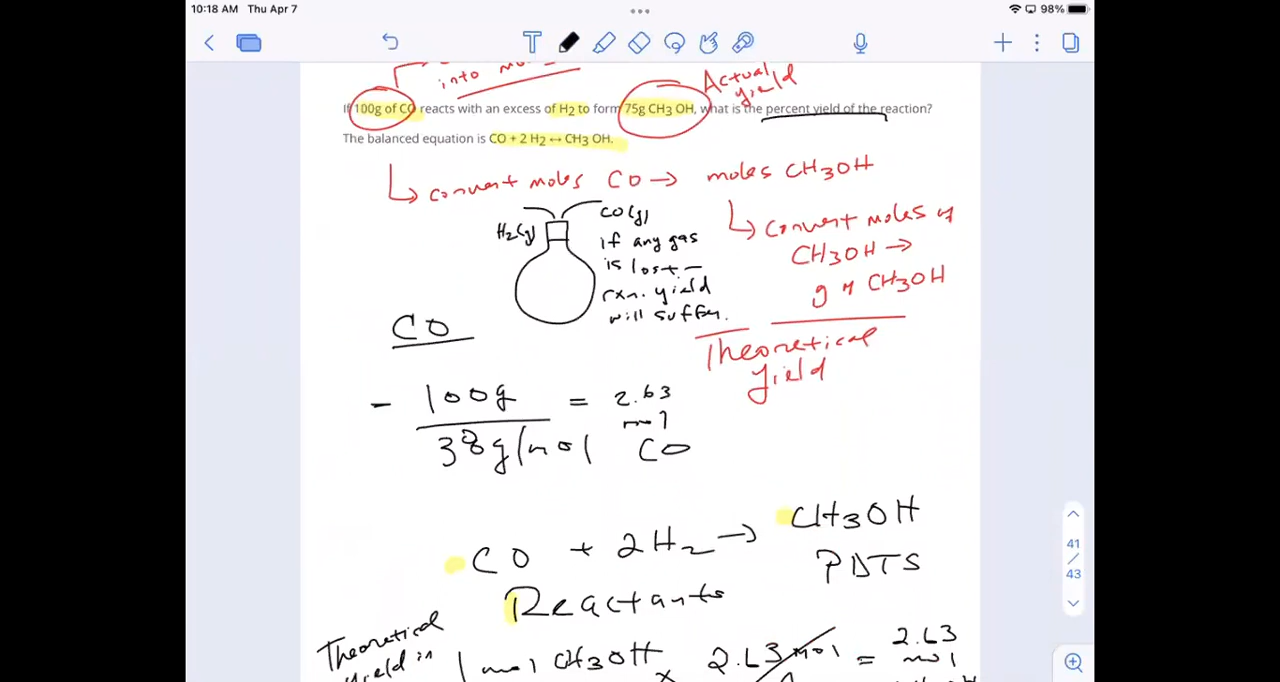 10:18 AM Thu Apr 7
98%
into
Actual
yield
If 100g of CO reacts with an excess of H2 to form 75g CH3 OH, what is the percent yield of the reaction?
The balanced equation is CO + 2 H2 ↔ CH3 OH.
convert moles CO → moles CH3OH
H2(g)
CO(g)
if any gas
is lost –
rxn. yield
will suffer.
convert moles of
CH3OH →
g of CH3OH
Theoretical
yield
CO
- 100g
38g/mol
= 2.63
mol
CO
CO + 2H2 → CH3OH
Reactants
PDTS
41
/
43
Theoretical
yield in
1 mol CH3OH x 2.63 mol = 2.63
mol